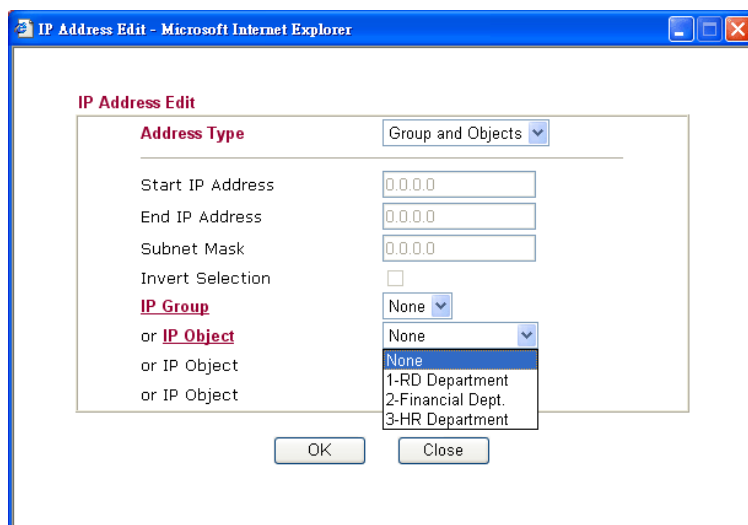 IP Address Edit - Microsoft Internet Explorer
IP Address Edit
Address Type Group and Objects
Start IP Address 0.0.0.0
End IP Address 0.0.0.0
Subnet Mask 0.0.0.0
Invert Selection
IP Group None
or IP Object None
or IP Object None
1-RD Department
or IP Object 2-Financial Dept.
3-HR Department
OK Close